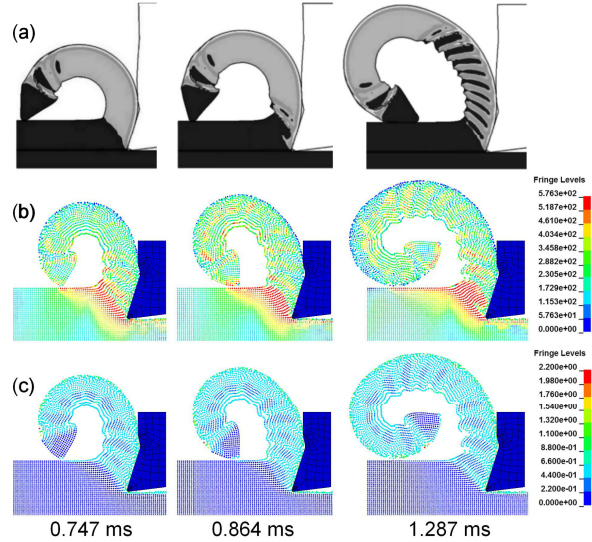 (a)
(b)
Fringe Levels
5.763e+02
5.187e+02
4.610e+02
4.034e+02
3.458e+02
2.882e+02
2.305e+02
1.729e+02
1.153e+02
5.763e+01
0.000e+00
(c)
Fringe Levels
2.200e+00
1.980e+00
1.760e+00
1.540e+00
1.320e+00
1.100e+00
8.800e-01
6.600e-01
4.400e-01
2.200e-01
0.000e+00
0.747 ms
0.864 ms
1.287 ms